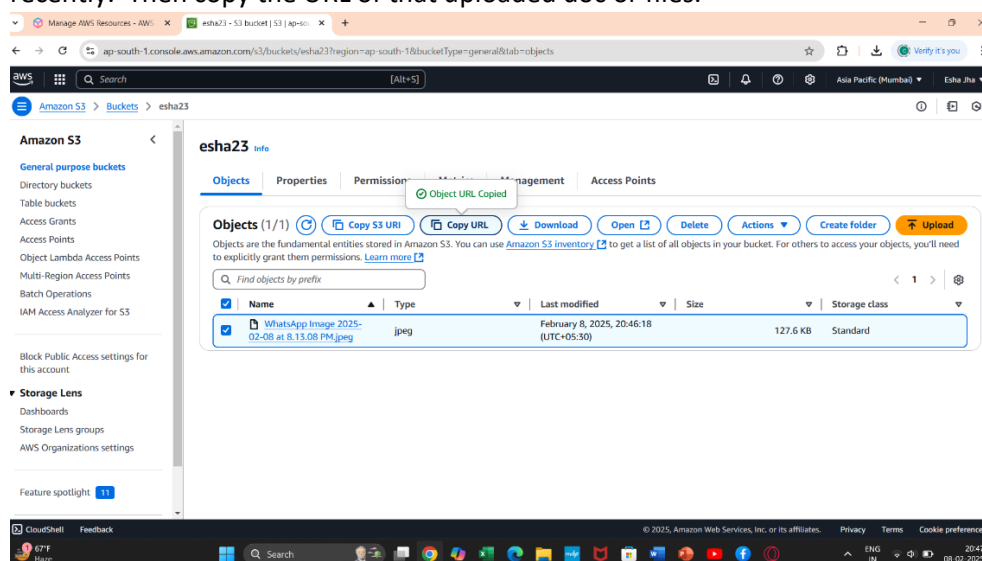 recently. Then copy the URL of that uploaded doc or files.
Manage AWS Resources - AWS
esha23 - S3 bucket | S3 | ap-so
ap-south-1.console.aws.amazon.com/s3/buckets/esha23?region=ap-south-1&bucketType=general&tab=objects
Verify it's you
aws
Search
[Alt+S]
Asia Pacific (Mumbai)
Esha Jha
Amazon S3 > Buckets > esha23
Amazon S3
General purpose buckets
Directory buckets
Table buckets
Access Grants
Access Points
Object Lambda Access Points
Multi-Region Access Points
Batch Operations
IAM Access Analyzer for S3
Block Public Access settings for
this account
Storage Lens
Dashboards
Storage Lens groups
AWS Organizations settings
Feature spotlight 11
esha23 Info
Objects Properties Permissions Metrics Management Access Points
Object URL Copied
Objects (1/1) Copy S3 URI Copy URL Download Open Delete Actions Create folder Upload
Objects are the fundamental entities stored in Amazon S3. You can use Amazon S3 inventory to get a list of all objects in your bucket. For others to access your objects, you'll need
to explicitly grant them permissions. Learn more
Find objects by prefix
1
Name Type Last modified Size Storage class
WhatsApp Image 2025-
02-08 at 8.13.08 PM.jpeg
jpeg
February 8, 2025, 20:46:18
(UTC+05:30)
127.6 KB
Standard
CloudShell Feedback
© 2025, Amazon Web Services, Inc. or its affiliates. Privacy Terms Cookie preference
67°F
Haze
Search
ENG
IN
20:47
08-02-2025